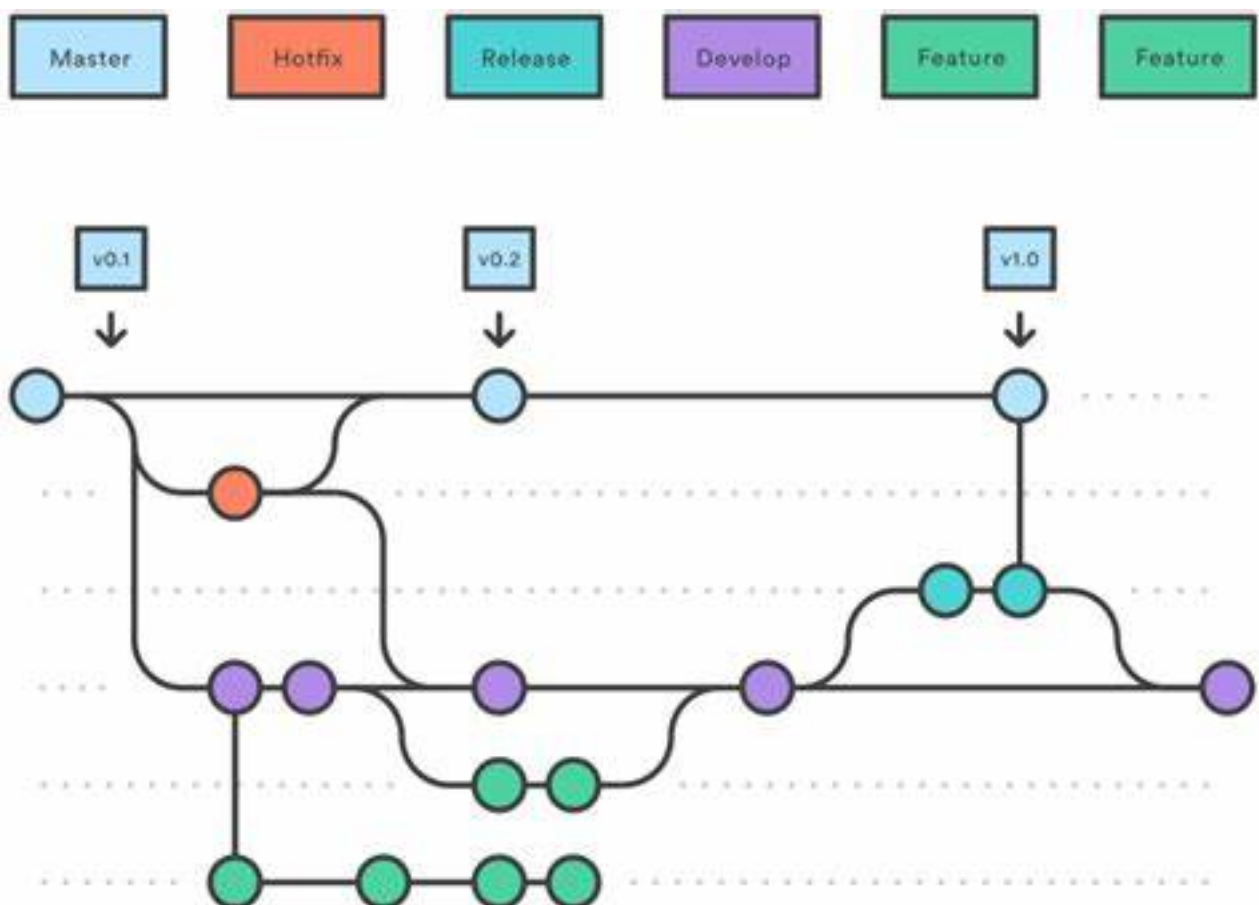 Master
Hotfix
Release
Develop
Feature
Feature
v0.1
v0.2
v1.0